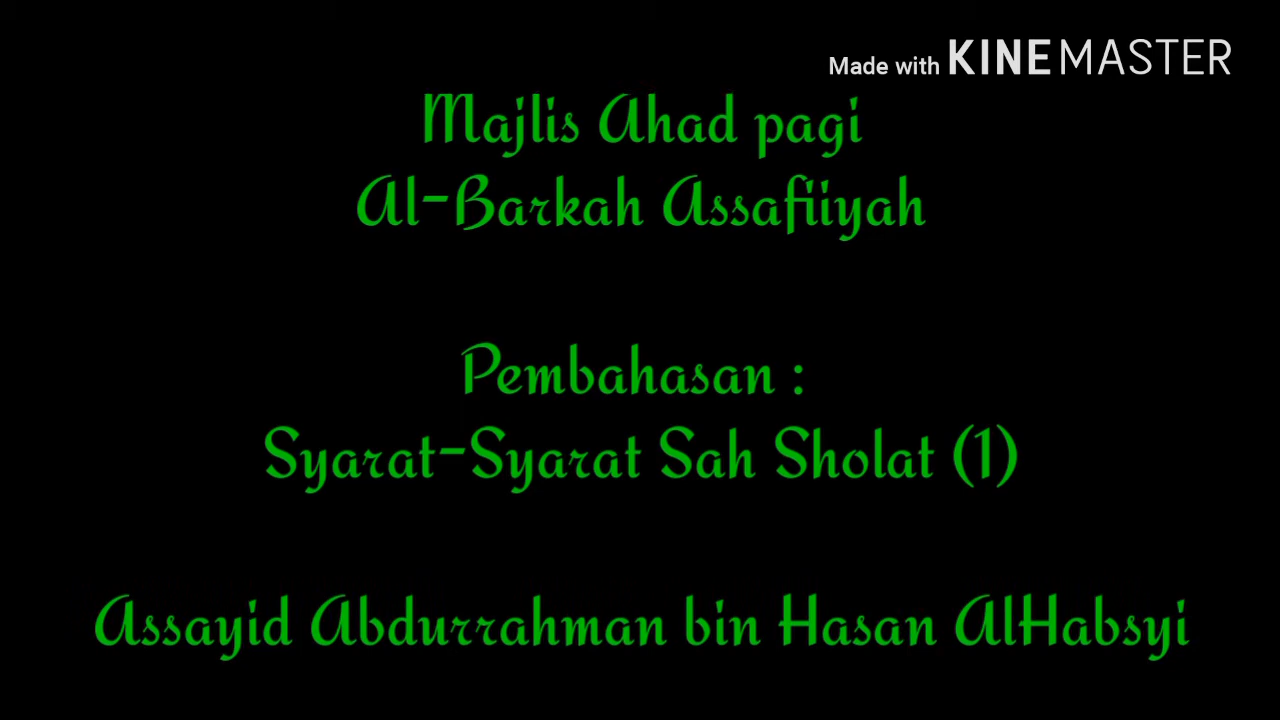 Made with KINEMASTER
Majlis Ahad pagi
Al-Barkah Assafiiyah
Pembahasan :
Syarat-Syarat Sah Sholat (1)
Assayid Abdurrahman bin Hasan AlHabsyi